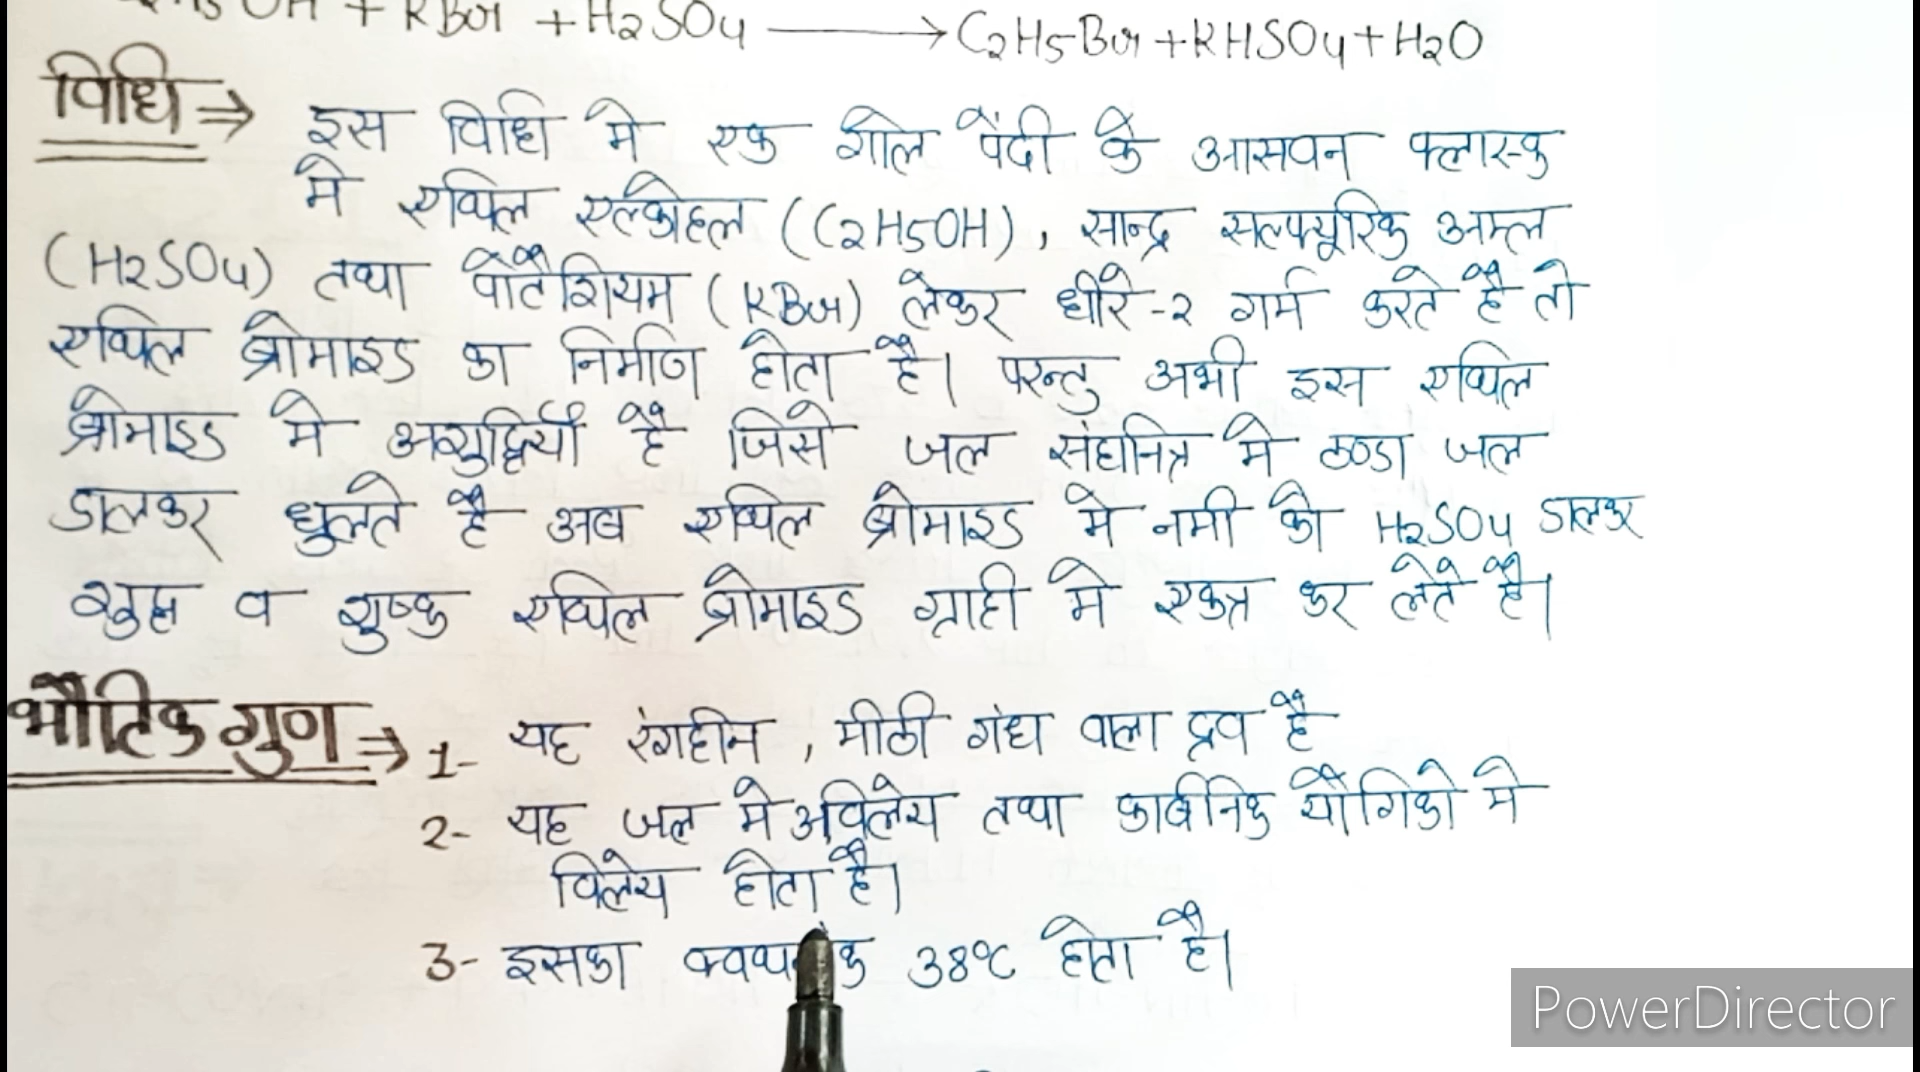 H5OH + KBr + H2SO4 ⟶ C2H5-Br + KHSO4 + H2O
विधि ⇒ इस विधि मे एक गोल पेंदी के आसवन फ्लास्क
मे एथिल एल्कोहल (C2H5OH), सान्द्र सल्फ्यूरिक अम्ल
(H2SO4) तथा पोटैशियम (KBr) लेकर धीरे-२ गर्म करते है तो
एथिल ब्रोमाइड का निर्माण होता है। परन्तु अभी इस एथिल
ब्रोमाइड मे अशुद्धियाँ है जिसे जल संघनित्र मे ठण्डा जल
डालकर धुलते है अब एथिल ब्रोमाइड मे नमी को H2SO4 डालकर
शुद्ध व शुष्क एथिल ब्रोमाइड ग्राही मे एकत्र कर लेते है।
भौतिक गुण ⇒ 1- यह रंगहीन, मीठी गंध वाला द्रव है
2- यह जल मे अविलेय तथा कार्बनिक यौगिको मे
विलेय होता है।
3- इसका क्वथनांक 38°C होता है।
PowerDirector